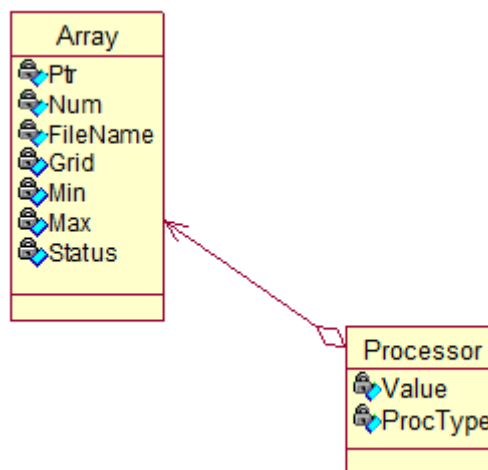 Array
Ptr
Num
FileName
Grid
Min
Max
Status
Processor
Value
ProcType